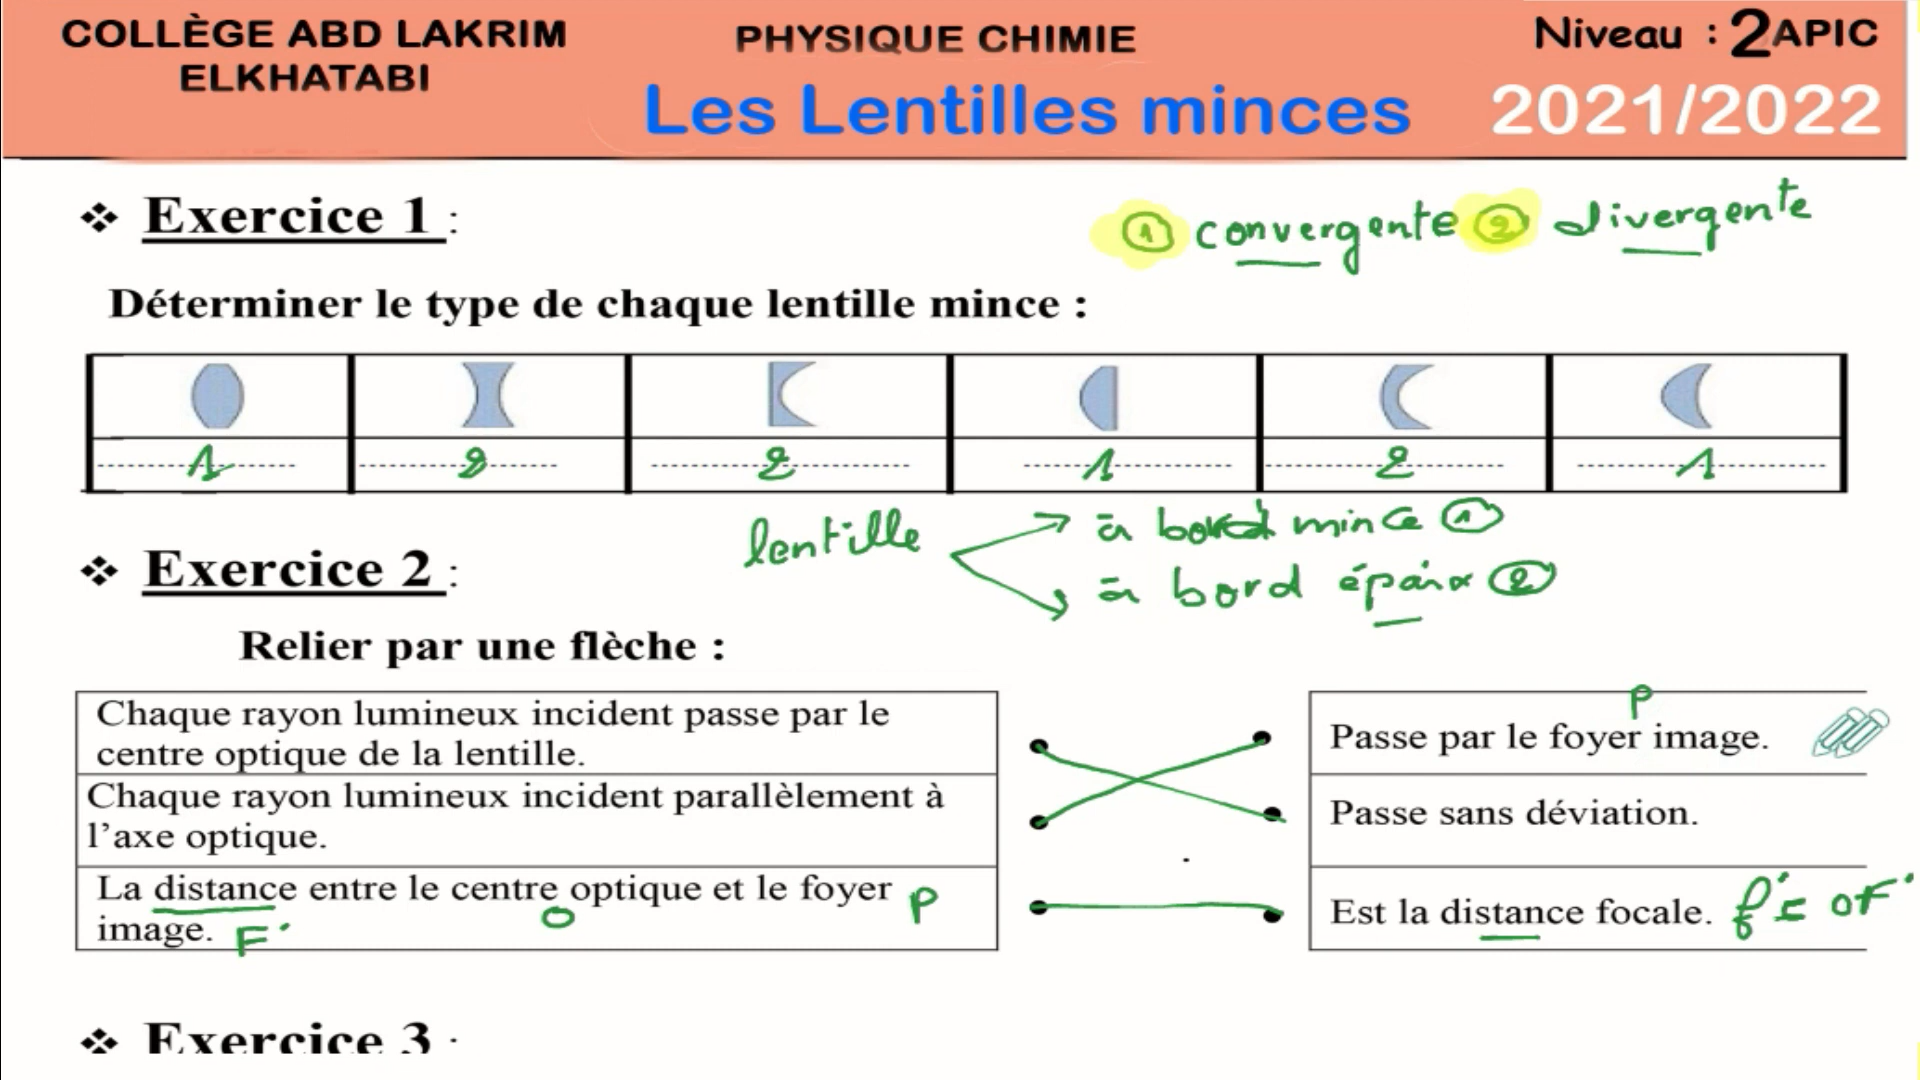 COLLÈGE ABD LAKRIM
ELKHATABI
PHYSIQUE CHIMIE
Les Lentilles minces
Niveau : 2APIC
2021/2022
❖ Exercice 1 :
① convergente ② divergente
Déterminer le type de chaque lentille mince :
1 2 2 1 2 1
lentille
à bord mince ①
à bord épaix ②
❖ Exercice 2 :
Relier par une flèche :
Chaque rayon lumineux incident passe par le
centre optique de la lentille.
Chaque rayon lumineux incident parallèlement à
l’axe optique.
La distance entre le centre optique et le foyer
image.
F'
O
P
P
Passe par le foyer image.
Passe sans déviation.
Est la distance focale. f'= OF'
❖ Exercice 3 :